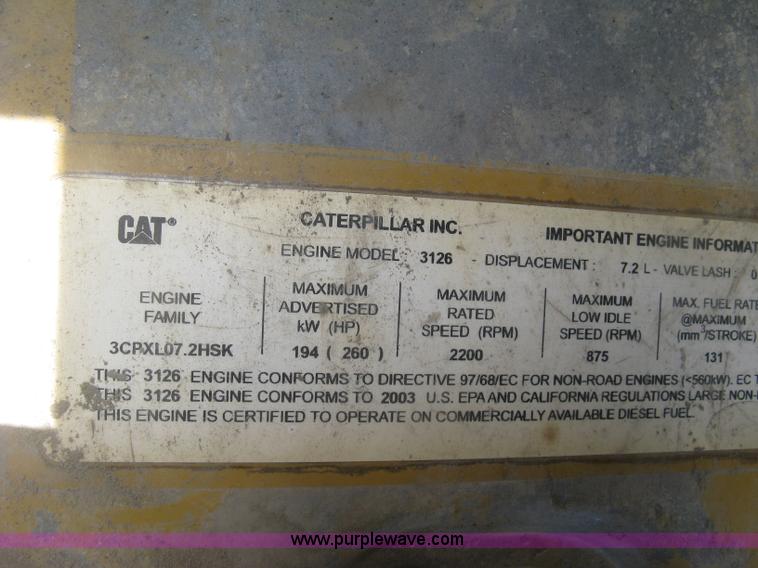 CAT®
CATERPILLAR INC.
IMPORTANT ENGINE INFORMAT
ENGINE MODEL: 3126 - DISPLACEMENT : 7.2 L - VALVE LASH : 0
ENGINE FAMILY
3CPXL07.2HSK
MAXIMUM
ADVERTISED
kW (HP)
194 ( 260 )
MAXIMUM
RATED
SPEED (RPM)
2200
MAXIMUM
LOW IDLE
SPEED (RPM)
875
MAX. FUEL RATE
@MAXIMUM
(mm³/STROKE)
131
THIS 3126 ENGINE CONFORMS TO DIRECTIVE 97/68/EC FOR NON-ROAD ENGINES (<560kW). EC T
THIS 3126 ENGINE CONFORMS TO 2003 U.S. EPA AND CALIFORNIA REGULATIONS LARGE NON-
THIS ENGINE IS CERTIFIED TO OPERATE ON COMMERCIALLY AVAILABLE DIESEL FUEL.
www.purplewave.com